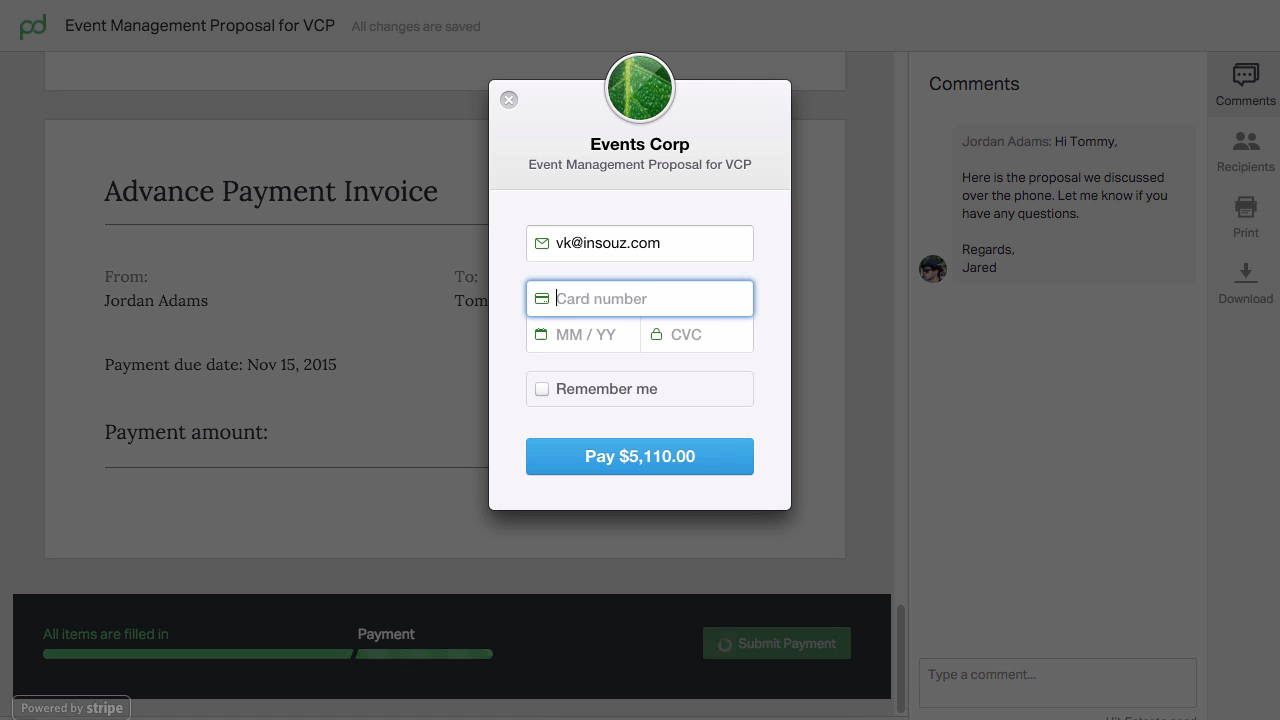 pd
Event Management Proposal for VCP
All changes are saved
Advance Payment Invoice
From:
Jordan Adams
To:
Tom
Payment due date: Nov 15, 2015
Payment amount:
Events Corp
Event Management Proposal for VCP
vk@insouz.com
Card number
MM / YY
CVC
Remember me
Pay $5,110.00
All items are filled in
Payment
Submit Payment
Powered by stripe
Comments
Jordan Adams: Hi Tommy,
Here is the proposal we discussed
over the phone. Let me know if you
have any questions.
Regards,
Jared
Type a comment...
Comments
Recipients
Print
Download